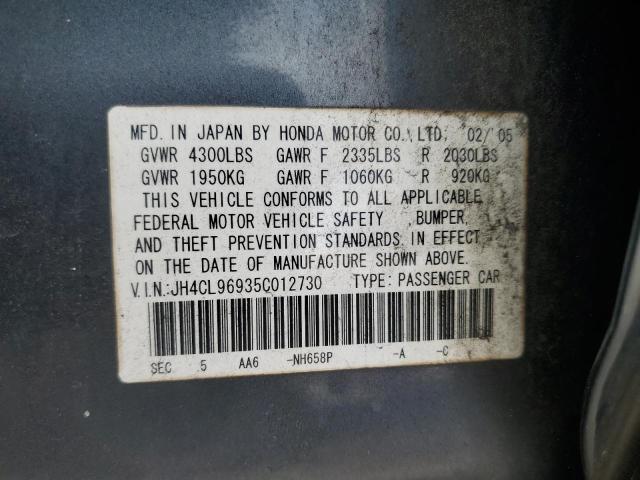 MFD. IN JAPAN BY HONDA MOTOR CO., LTD. 02/05
GVWR 4300LBS GAWR F 2335LBS R 2030LBS
GVWR 1950KG GAWR F 1060KG R 920KG
THIS VEHICLE CONFORMS TO ALL APPLICABLE
FEDERAL MOTOR VEHICLE SAFETY ,BUMPER,
AND THEFT PREVENTION STANDARDS IN EFFECT
ON THE DATE OF MANUFACTURE SHOWN ABOVE.
V.I.N.:JH4CL96935C012730 TYPE: PASSENGER CAR
SEC 5 AA6 -NH658P -A -C